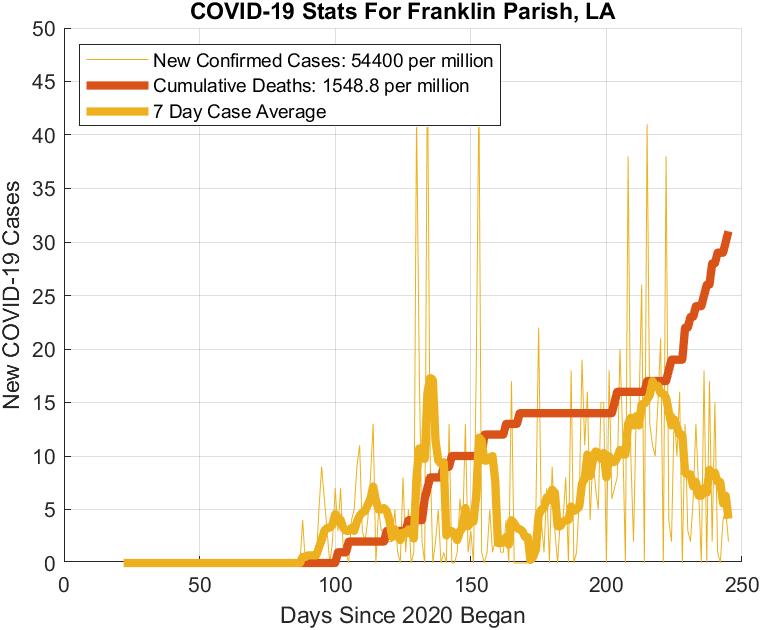 COVID-19 Stats For Franklin Parish, LA
50
45
40
35
30
25
20
15
10
5
0
New COVID-19 Cases
New Confirmed Cases: 54400 per million
Cumulative Deaths: 1548.8 per million
7 Day Case Average
0 50 100 150 200 250
Days Since 2020 Began